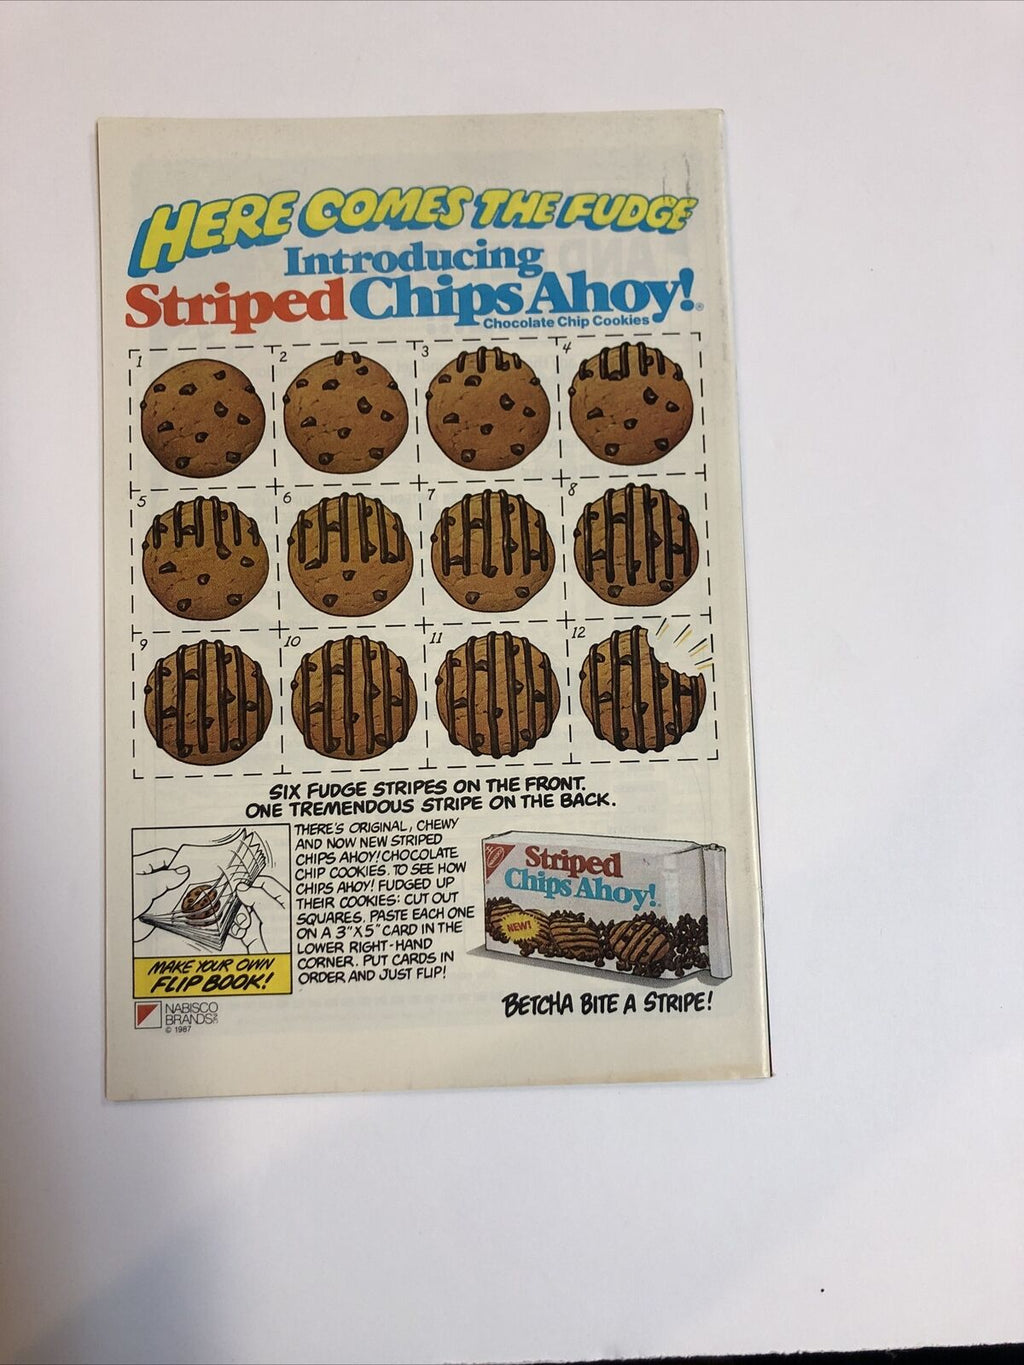 HERE COMES THE FUDGE
Introducing
Striped Chips Ahoy!®
Chocolate Chip Cookies
1
2
3
4
5
6
7
8
9
10
11
12
SIX FUDGE STRIPES ON THE FRONT.
ONE TREMENDOUS STRIPE ON THE BACK.
THERE'S ORIGINAL, CHEWY
AND NOW NEW STRIPED
CHIPS AHOY! CHOCOLATE
CHIP COOKIES. TO SEE HOW
CHIPS AHOY! FUDGED UP
THEIR COOKIES: CUT OUT
SQUARES. PASTE EACH ONE
ON A 3"X5" CARD IN THE
LOWER RIGHT-HAND
CORNER. PUT CARDS IN
ORDER AND JUST FLIP!
MAKE YOUR OWN
FLIP BOOK!
NABISCO
BRANDS
© 1987
Striped
Chips Ahoy!
NEW!
BETCHA BITE A STRIPE!